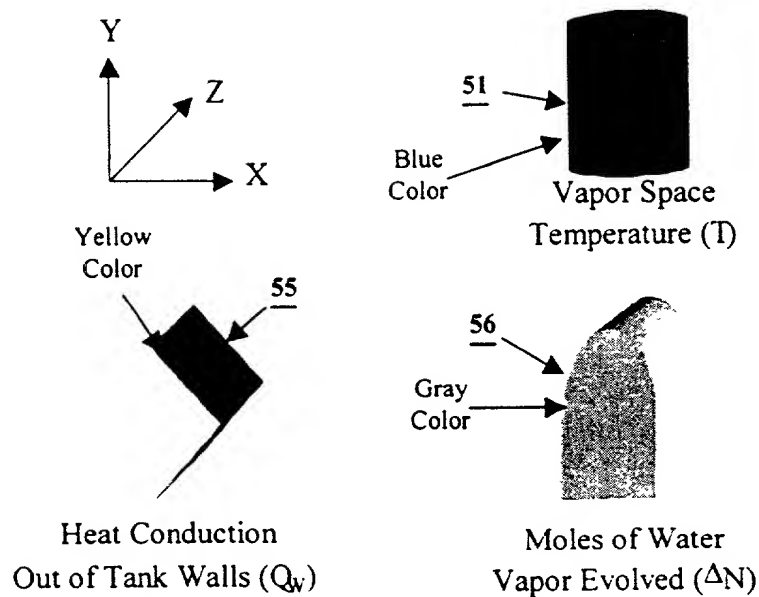 Y
Z
X
51
Blue
Color
Vapor Space
Temperature (T)
Yellow
Color
55
Heat Conduction
Out of Tank Walls (Qw)
56
Gray
Color
Moles of Water
Vapor Evolved (ΔN)